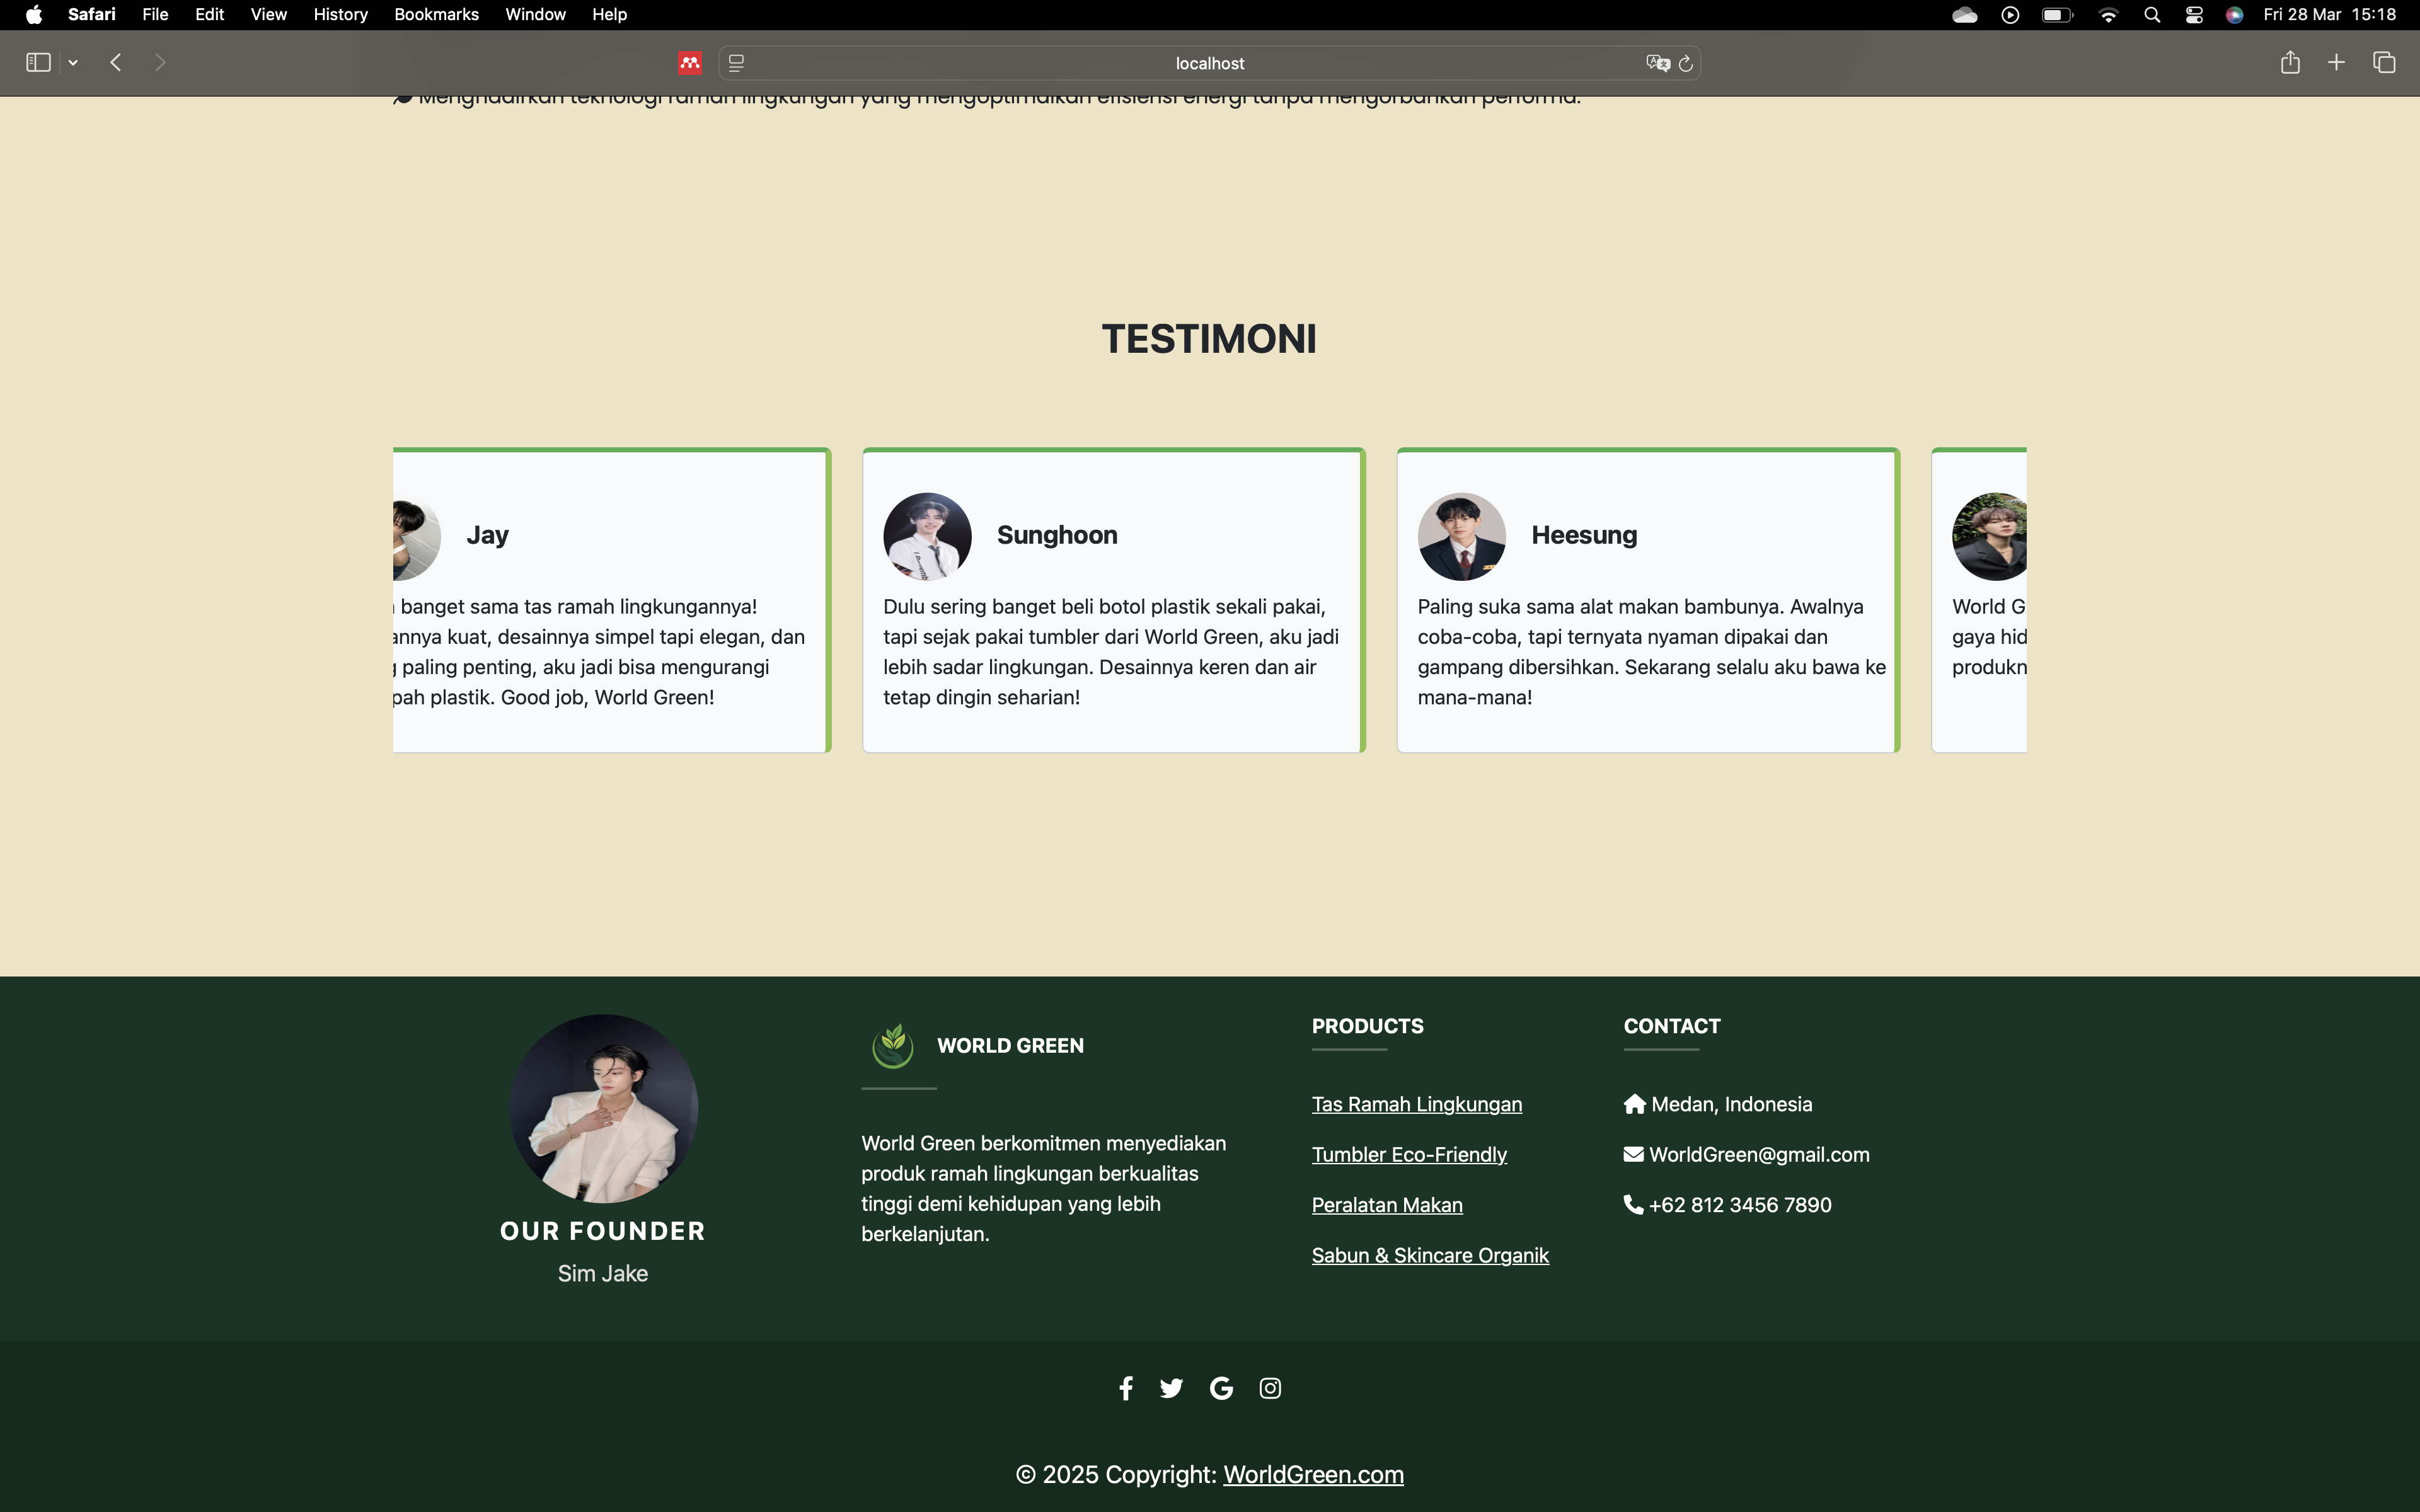 Safari File Edit View History Bookmarks Window Help Fri 28 Mar 15:18
localhost
Menghadirkan teknologi ramah lingkungan yang mengoptimalkan efisiensi energi tanpa mengorbankan performa.
TESTIMONI
Jay
banget sama tas ramah lingkungannya!
annya kuat, desainnya simpel tapi elegan, dan
g paling penting, aku jadi bisa mengurangi
pah plastik. Good job, World Green!
Sunghoon
Dulu sering banget beli botol plastik sekali pakai,
tapi sejak pakai tumbler dari World Green, aku jadi
lebih sadar lingkungan. Desainnya keren dan air
tetap dingin seharian!
Heesung
Paling suka sama alat makan bambunya. Awalnya
coba-coba, tapi ternyata nyaman dipakai dan
gampang dibersihkan. Sekarang selalu aku bawa ke
mana-mana!
World G
gaya hid
produkn
OUR FOUNDER
Sim Jake
WORLD GREEN
World Green berkomitmen menyediakan
produk ramah lingkungan berkualitas
tinggi demi kehidupan yang lebih
berkelanjutan.
PRODUCTS
Tas Ramah Lingkungan
Tumbler Eco-Friendly
Peralatan Makan
Sabun & Skincare Organik
CONTACT
Medan, Indonesia
WorldGreen@gmail.com
+62 812 3456 7890
© 2025 Copyright: WorldGreen.com